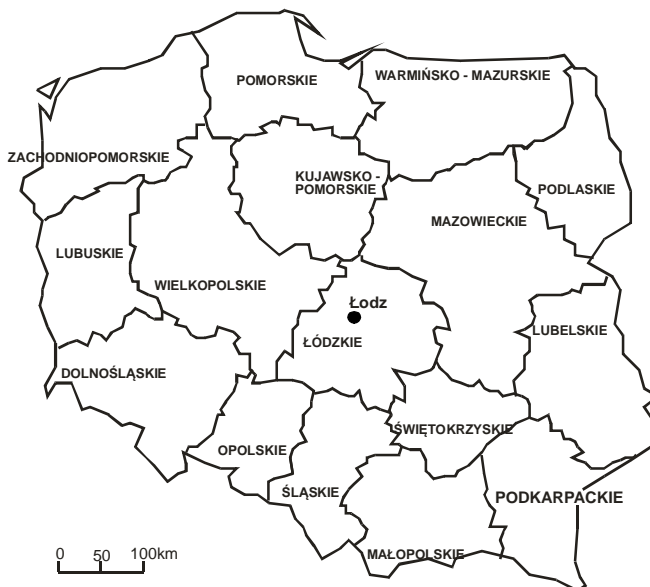 POMORSKIE
WARMIŃSKO - MAZURSKIE
ZACHODNIOPOMORSKIE
KUJAWSKO -
POMORSKIE
PODLASKIE
MAZOWIECKIE
LUBUSKIE
WIELKOPOLSKIE
Łodz
ŁÓDZKIE
LUBELSKIE
DOLNOŚLĄSKIE
ŚWIĘTOKRZYSKIE
OPOLSKIE
ŚLĄSKIE
PODKARPACKIE
MAŁOPOLSKIE
0 50 100km